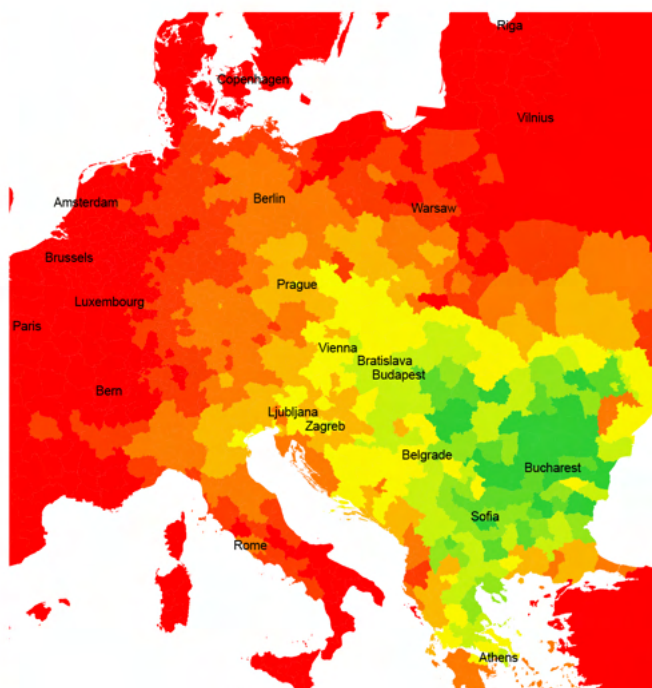 Riga
Copenhagen
Vilnius
Berlin
Amsterdam
Warsaw
Brussels
Prague
Luxembourg
Paris
Vienna
Bratislava
Budapest
Bern
Ljubljana
Zagreb
Belgrade
Bucharest
Sofia
Rome
Athens